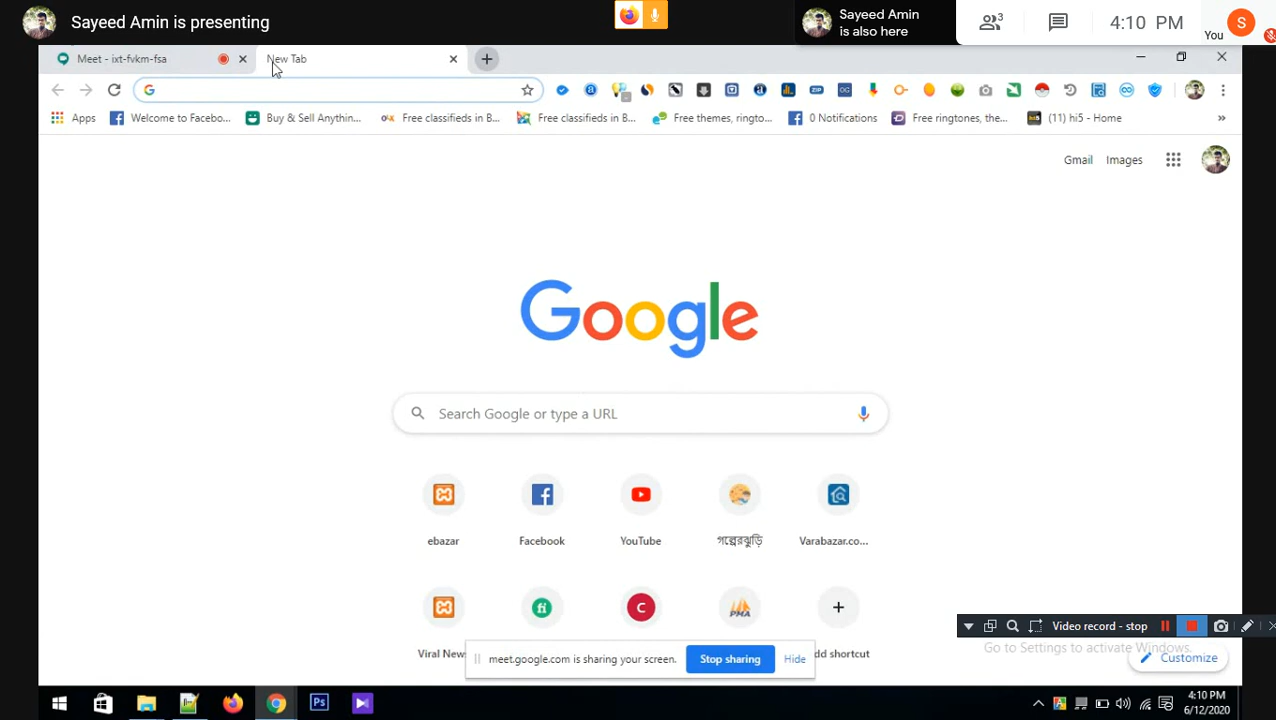 Sayeed Amin is presenting
Sayeed Amin
is also here
3
4:10 PM
You
S
Meet - ixt-fvkm-fsa
New Tab
Apps
Welcome to Facebo...
Buy & Sell Anythin...
Free classifieds in B...
Free classifieds in B...
Free themes, ringto...
0 Notifications
Free ringtones, the...
(11) hi5 - Home
»
Gmail
Images
Google
Search Google or type a URL
ebazar
Facebook
YouTube
গল্পেরঝুড়ি
Varabazar.co...
fi
C
PMA
Viral New
dd shortcut
Video record - stop
meet.google.com is sharing your screen.
Stop sharing
Hide
Go to Settings to activate Windows.
Customize
Ps
4:10 PM
6/12/2020